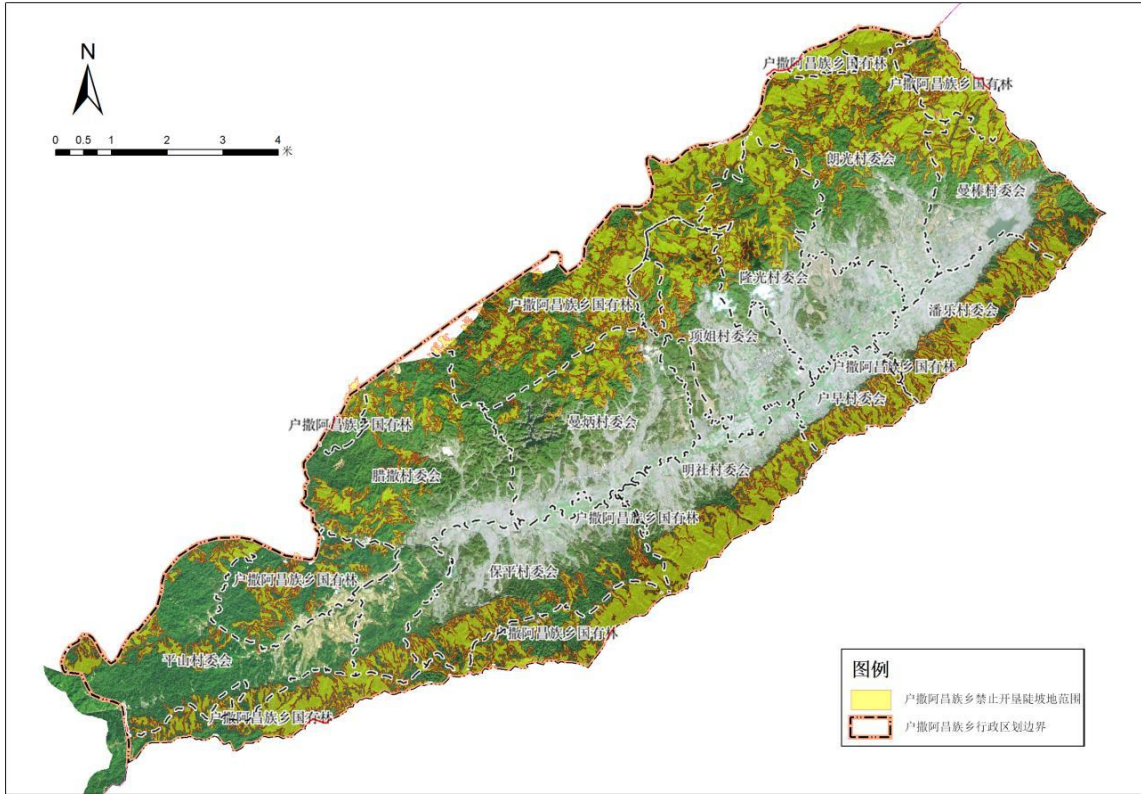 N
0 0.5 1 2 3 4
米
户撒阿昌族乡国有林
户撒阿昌族乡国有林
朗光村委会
曼棒村委会
隆光村委会
户撒阿昌族乡国有林
潘乐村委会
项姐村委会
户撒阿昌族乡国有林
户早村委会
户撒阿昌族乡国有林
曼炳村委会
腊撒村委会
明社村委会
户撒阿昌族乡国有林
保平村委会
户撒阿昌族乡国有林
户撒阿昌族乡国有林
平山村委会
户撒阿昌族乡国有林
图例
户撒阿昌族乡禁止开垦陡坡地范围
户撒阿昌族乡行政区划边界